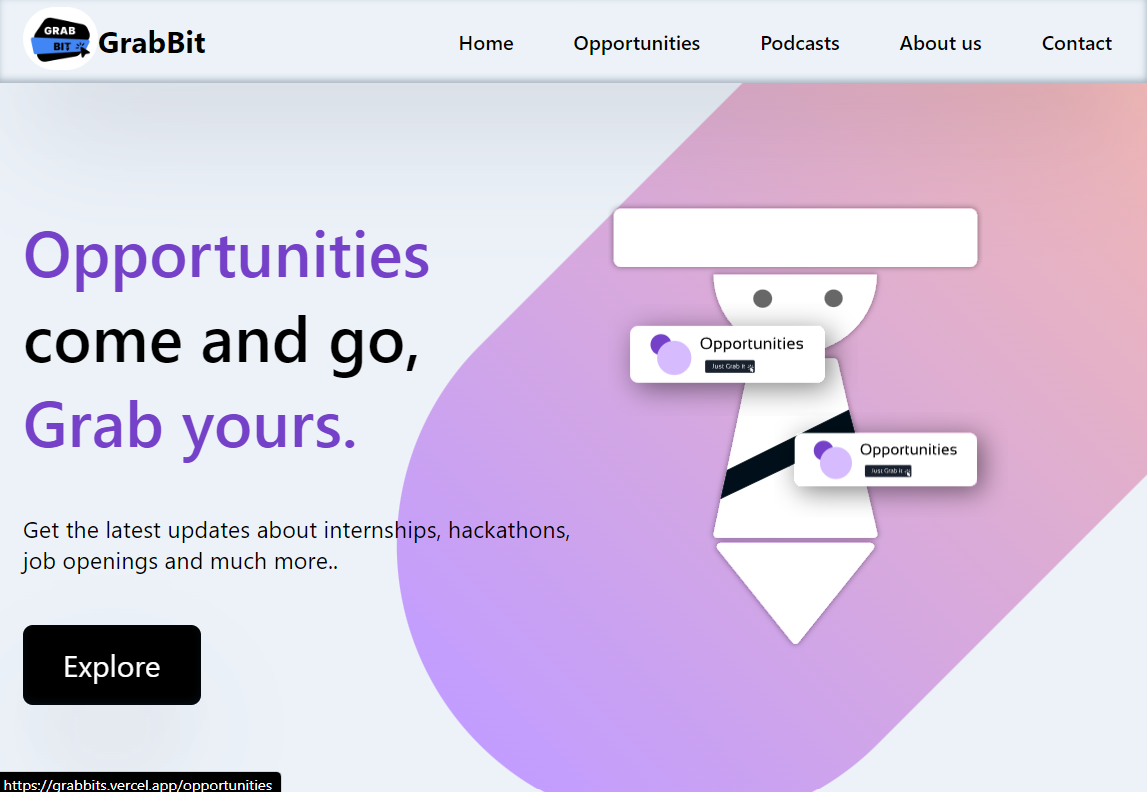 GRAB
BIT
GrabBit
Home
Opportunities
Podcasts
About us
Contact
Opportunities
come and go,
Grab yours.
Get the latest updates about internships, hackathons,
job openings and much more..
Explore
Opportunities
Just Grab it
Opportunities
Just Grab it
https://grabbits.vercel.app/opportunities